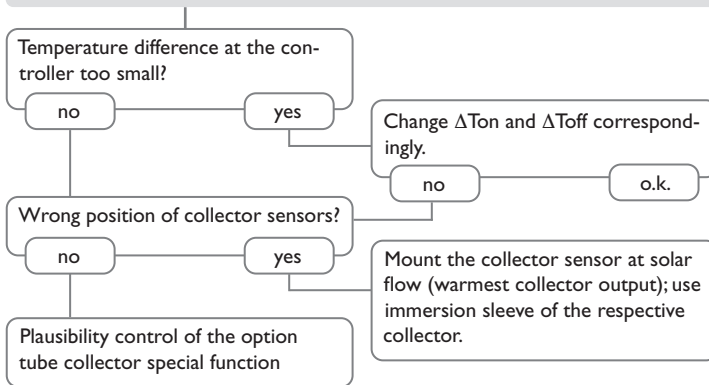 Temperature difference at the con-
troller too small?
no
yes
Change ΔTon and ΔToff correspond-
ingly.
no
o.k.
Wrong position of collector sensors?
no
yes
Mount the collector sensor at solar
flow (warmest collector output); use
immersion sleeve of the respective
collector.
Plausibility control of the option
tube collector special function